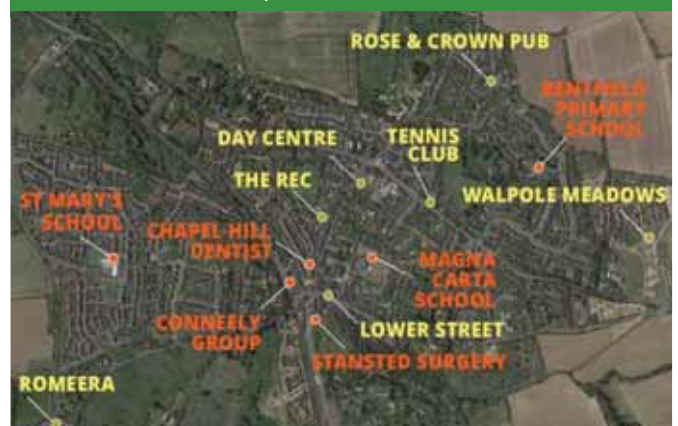 ROSE & CROWN PUB
BENTFIELD
PRIMARY
SCHOOL
DAY CENTRE
TENNIS
CLUB
THE REC
WALPOLE MEADOWS
ST MARY'S
SCHOOL
CHAPEL HILL
DENTIST
MAGNA
CARTA
SCHOOL
CONNEELY
GROUP
LOWER STREET
STANSTED SURGERY
ROMEERA